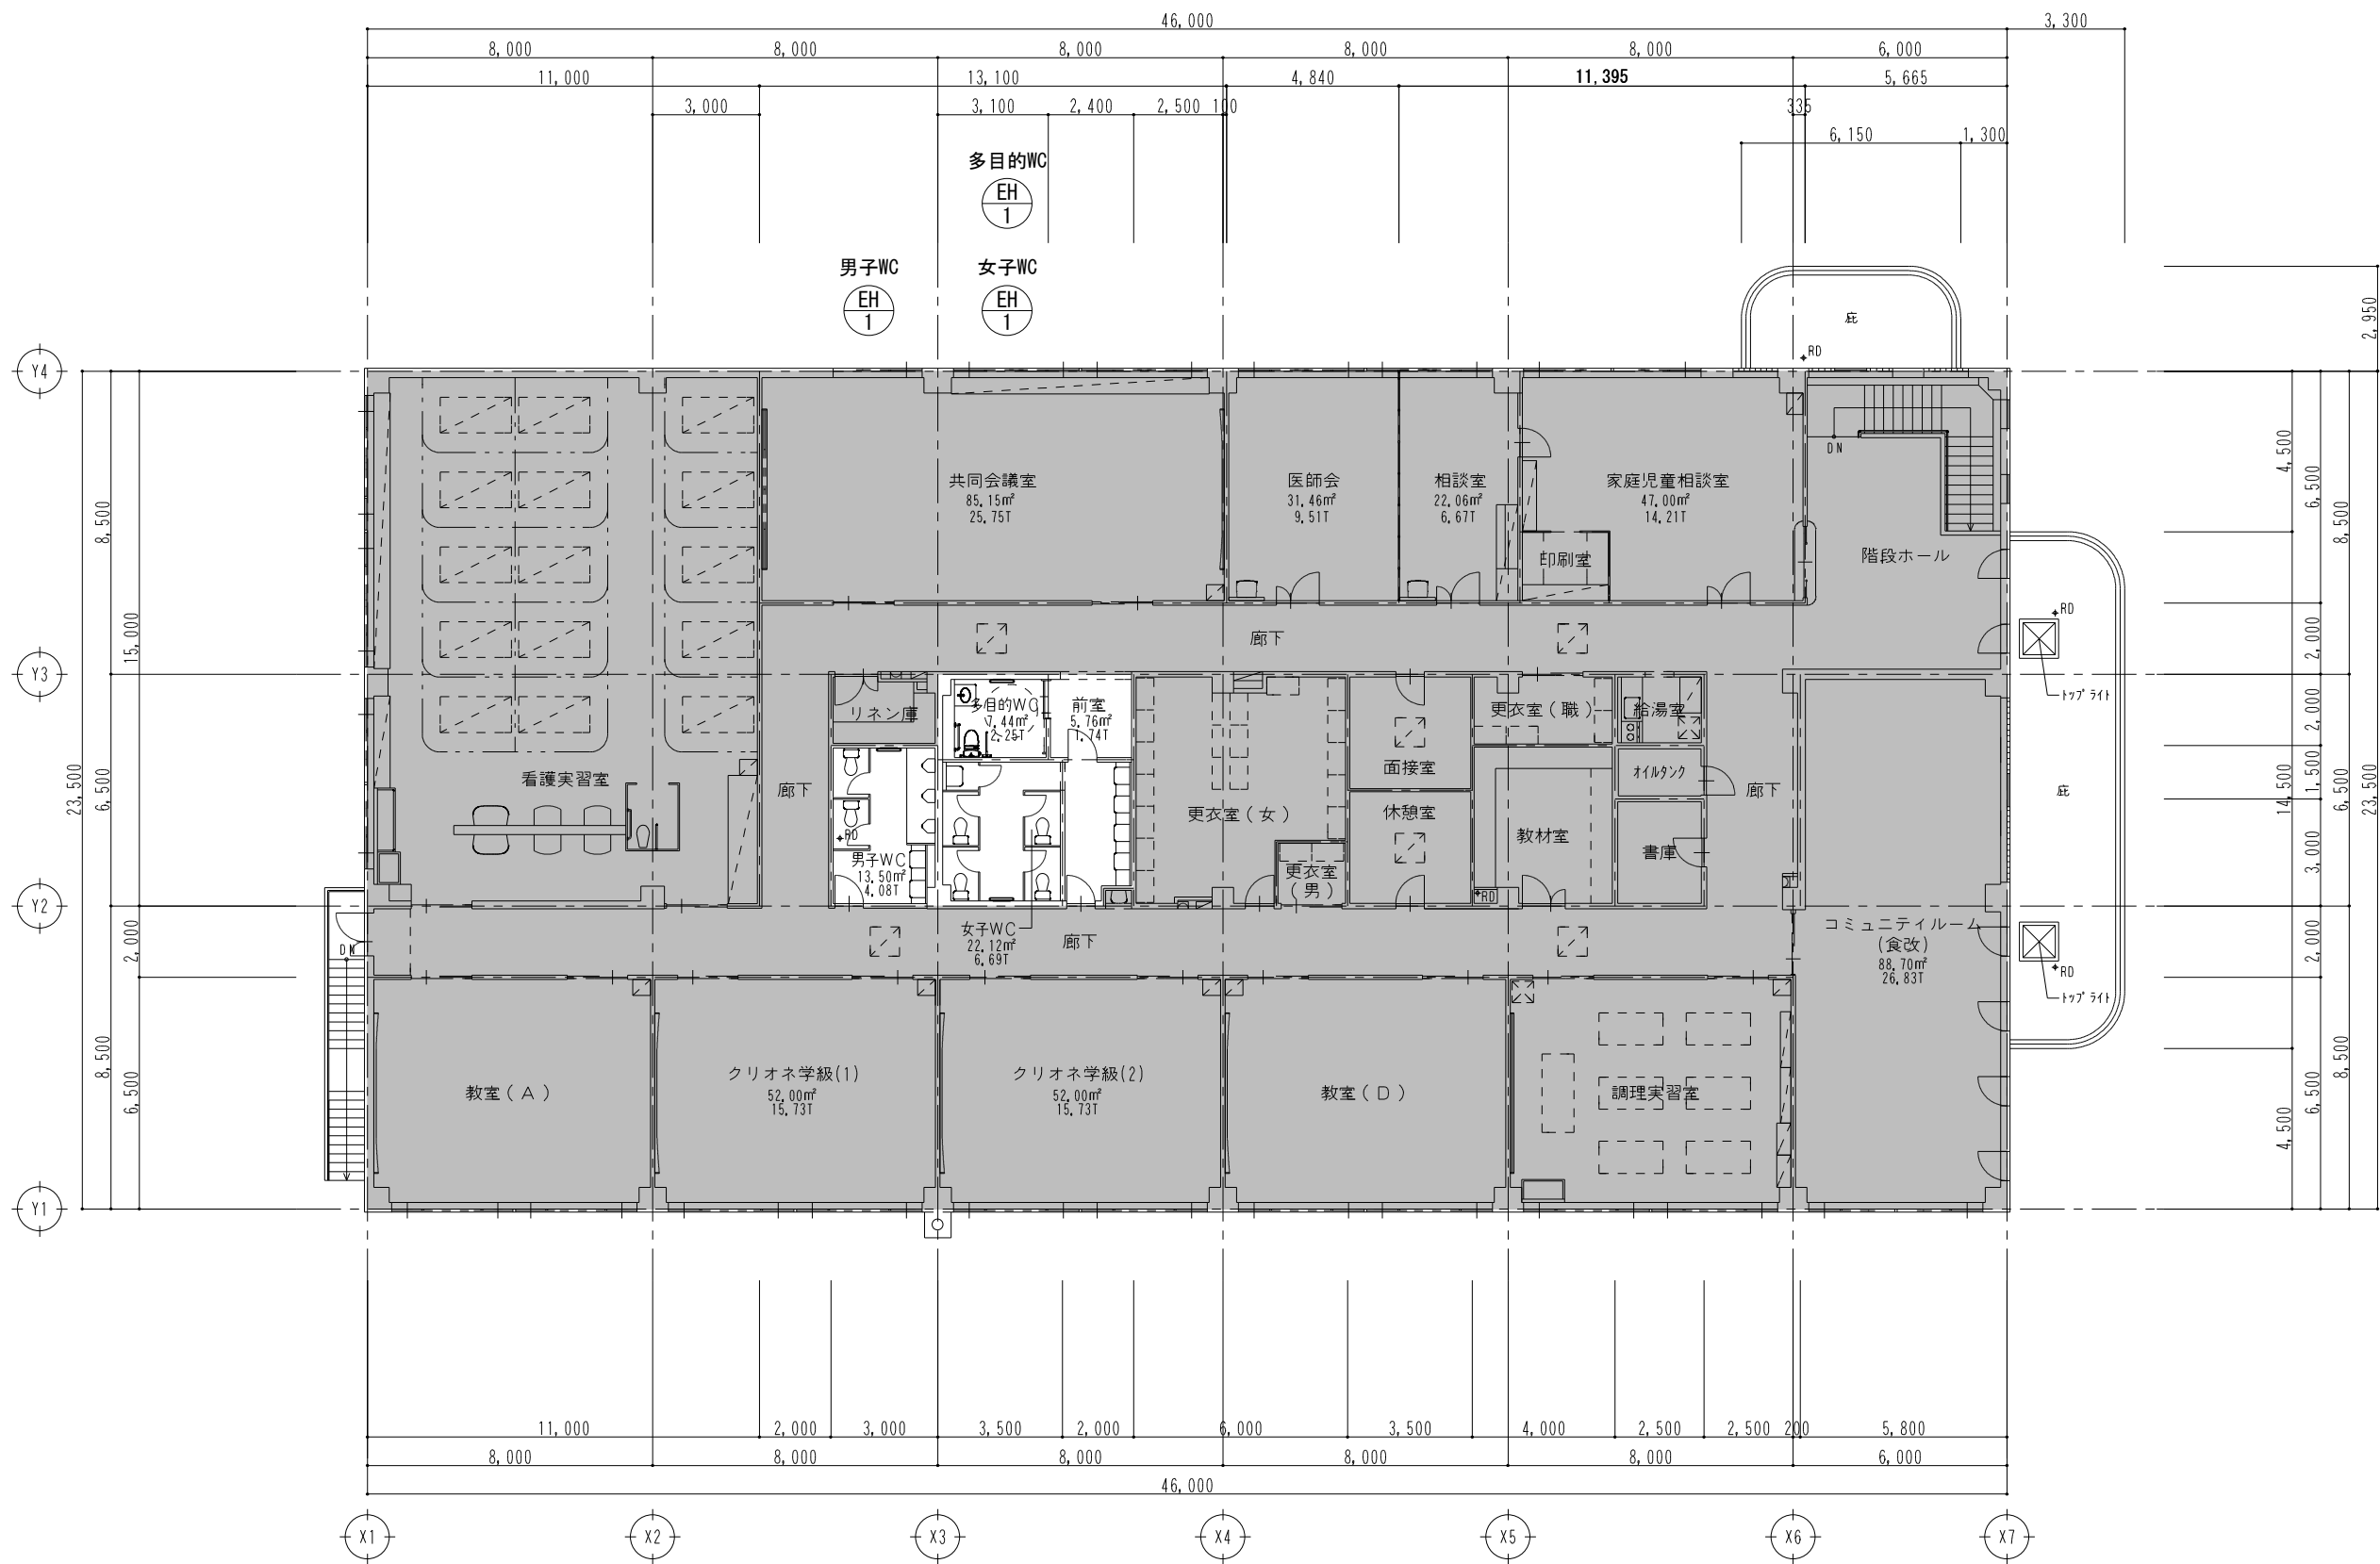 46,000
3,300
8,000
8,000
8,000
8,000
8,000
6,000
11,000
13,100
4,840
11,395
5,665
3,000
3,100
2,400
2,500
100
335
6,150
1,300
多目的WC
EH
1
男子WC
女子WC
EH
1
EH
1
庇
RD
2,950
Y4
Y3
Y2
Y1
23,500
8,500
6,500
8,500
15,000
2,000
6,500
4,500
14,500
4,500
6,500
2,000
2,000
1,500
3,000
2,000
6,500
8,500
6,500
8,500
23,500
共同会議室
85.15㎡
25.75T
医師会
31.46㎡
9.51T
相談室
22.06㎡
6.67T
家庭児童相談室
47.00㎡
14.21T
印刷室
DN
階段ホール
廊下
RD
トップライト
リネン庫
多目的WC
7.44㎡
2.25T
前室
5.76㎡
1.74T
更衣室(職)
給湯室
看護実習室
廊下
面接室
オイルタンク
廊下
庇
更衣室(女)
休憩室
教材室
書庫
RD
男子WC
13.50㎡
4.08T
更衣室
(男)
RD
コミュニティルーム
(食改)
88.70㎡
26.83T
女子WC
22.12㎡
6.69T
廊下
DN
RD
トップライト
教室(A)
クリオネ学級(1)
52.00㎡
15.73T
クリオネ学級(2)
52.00㎡
15.73T
教室(D)
調理実習室
11,000
2,000
3,000
3,500
2,000
6,000
3,500
4,000
2,500
2,500
200
5,800
8,000
8,000
8,000
8,000
8,000
6,000
46,000
X1
X2
X3
X4
X5
X6
X7